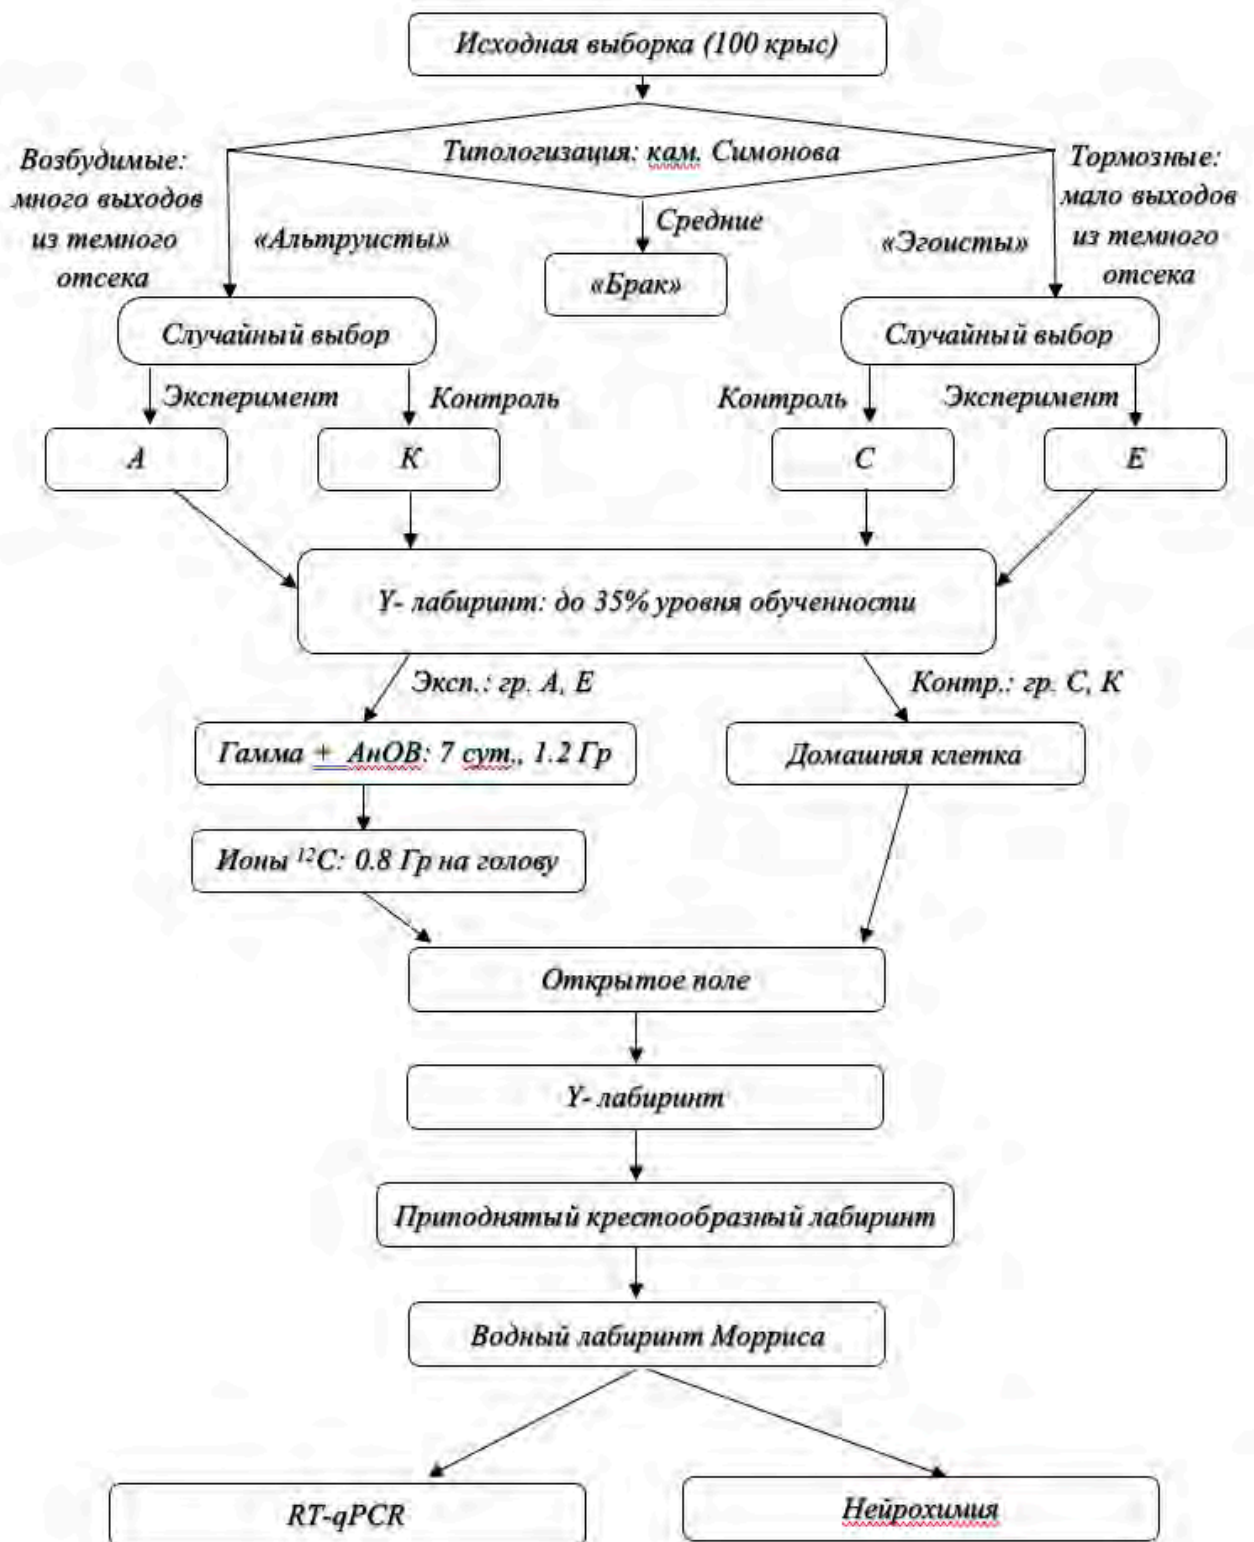 Исходная выборка (100 крыс)
Типологизация: кам. Симонова
Возбудимые:
много выходов
из темного
отсека
«Альтруисты»
Средние
«Брак»
«Эгоисты»
Тормозные:
мало выходов
из темного
отсека
Случайный выбор
Случайный выбор
Эксперимент
Контроль
Контроль
Эксперимент
А
К
С
Е
Y- лабиринт: до 35% уровня обученности
Эксп.: гр. А, Е
Контр.: гр. С, К
Гамма + АнОВ: 7 сут., 1.2 Гр
Домашняя клетка
Ионы ¹²С: 0.8 Гр на голову
Открытое поле
Y- лабиринт
Приподнятый крестообразный лабиринт
Водный лабиринт Морриса
RT-qPCR
Нейрохимия